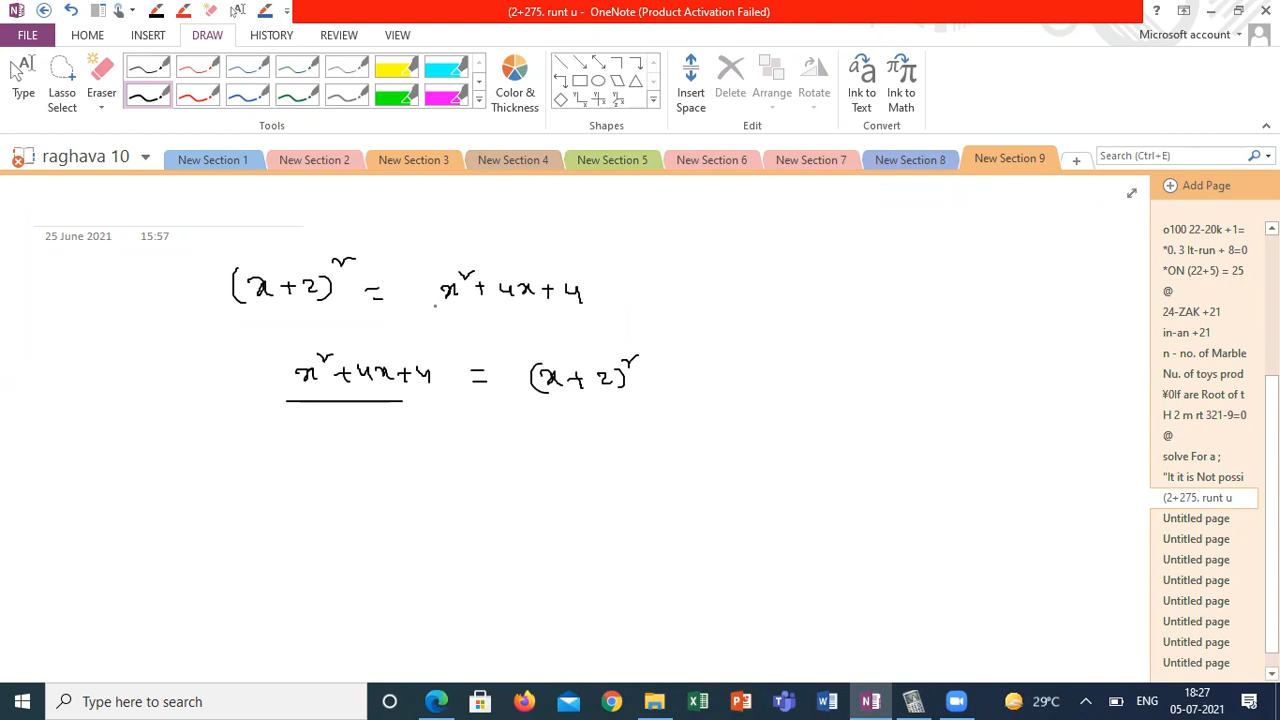 (2+275. runt u - OneNote (Product Activation Failed)
FILE HOME INSERT DRAW HISTORY REVIEW VIEW Microsoft account
Type Lasso Select Eraser Color & Thickness Insert Space Delete Arrange Rotate Ink to Text Ink to Math
Tools Shapes Edit Convert
raghava 10 New Section 1 New Section 2 New Section 3 New Section 4 New Section 5 New Section 6 New Section 7 New Section 8 New Section 9 Search (Ctrl+E)
Add Page
25 June 2021 15:57
(x+2)² = x² + 4x + 4
x² + 4x + 4 = (x + 2)²
o100 22-20k +1=
*0. 3 lt-run + 8=0
*ON (22+5) = 25
@
24-ZAK +21
in-an +21
n - no. of Marble
Nu. of toys prod
¥0lf are Root of t
H 2 m rt 321-9=0
@
solve For a ;
"It it is Not possi
(2+275. runt u
Untitled page
Untitled page
Untitled page
Untitled page
Untitled page
Untitled page
Untitled page
Untitled page
Type here to search 29°C ENG 18:27
05-07-2021